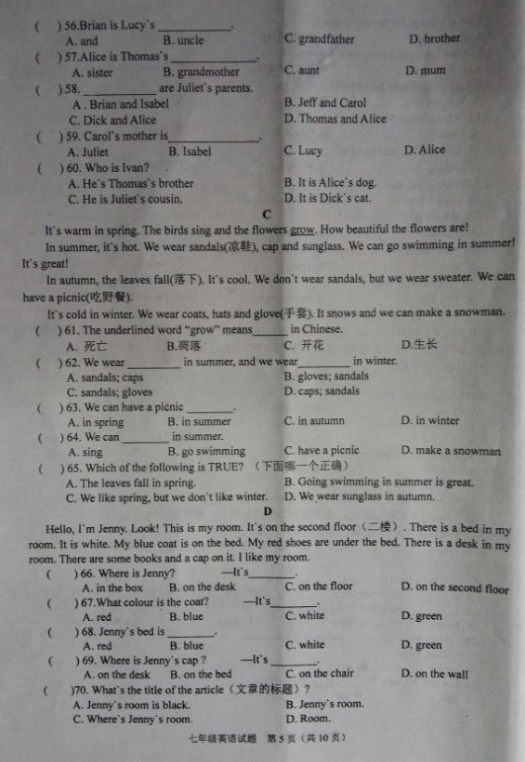 (    ) 56.Brian is Lucy's ________.
A. and    B. uncle    C. grandfather    D. brother
(    ) 57.Alice is Thomas's ________.
A. sister    B. grandmother    C. aunt    D. mum
(    ) 58. ________ are Juliet's parents.
A . Brian and Isabel    B. Jeff and Carol
C. Dick and Alice    D. Thomas and Alice
(    ) 59. Carol's mother is________.
A. Juliet    B. Isabel    C. Lucy    D. Alice
(    ) 60. Who is Ivan?
A. He's Thomas's brother    B. It is Alice's dog.
C. He is Juliet's cousin.    D. It is Dick's cat.
C
It's warm in spring. The birds sing and the flowers grow. How beautiful the flowers are!
In summer, it's hot. We wear sandals(凉鞋), cap and sunglass. We can go swimming in summer!
It's great!
In autumn, the leaves fall(落下). It's cool. We don't wear sandals, but we wear sweater. We can
have a picnic(吃野餐).
It's cold in winter. We wear coats, hats and glove(手套). It snows and we can make a snowman.
(    ) 61. The underlined word "grow" means______ in Chinese.
A. 死亡    B.凋落    C. 开花    D.生长
(    ) 62. We wear ________ in summer, and we wear________ in winter.
A. sandals; caps    B. gloves; sandals
C. sandals; gloves    D. caps; sandals
(    ) 63. We can have a picnic ________.
A. in spring    B. in summer    C. in autumn    D. in winter
(    ) 64. We can ________ in summer.
A. sing    B. go swimming    C. have a picnic    D. make a snowman
(    ) 65. Which of the following is TRUE? （下面哪一个正确）
A. The leaves fall in spring.    B. Going swimming in summer is great.
C. We like spring, but we don't like winter.    D. We wear sunglass in autumn.
D
Hello, I'm Jenny. Look! This is my room. It's on the second floor（二楼）. There is a bed in my
room. It is white. My blue coat is on the bed. My red shoes are under the bed. There is a desk in my
room. There are some books and a cap on it. I like my room.
(    ) 66. Where is Jenny?    —It's________.
A. in the box    B. on the desk    C. on the floor    D. on the second floor
(    ) 67.What colour is the coat?    —It's________.
A. red    B. blue    C. white    D. green
(    ) 68. Jenny's bed is ________.
A. red    B. blue    C. white    D. green
(    ) 69. Where is Jenny's cap ?    —It's ________.
A. on the desk    B. on the bed    C. on the chair    D. on the wall
(    )70. What's the title of the article（文章的标题）?
A. Jenny's room is black.    B. Jenny's room.
C. Where's Jenny's room.    D. Room.
七年级英语试题 第 5 页（共 10 页）